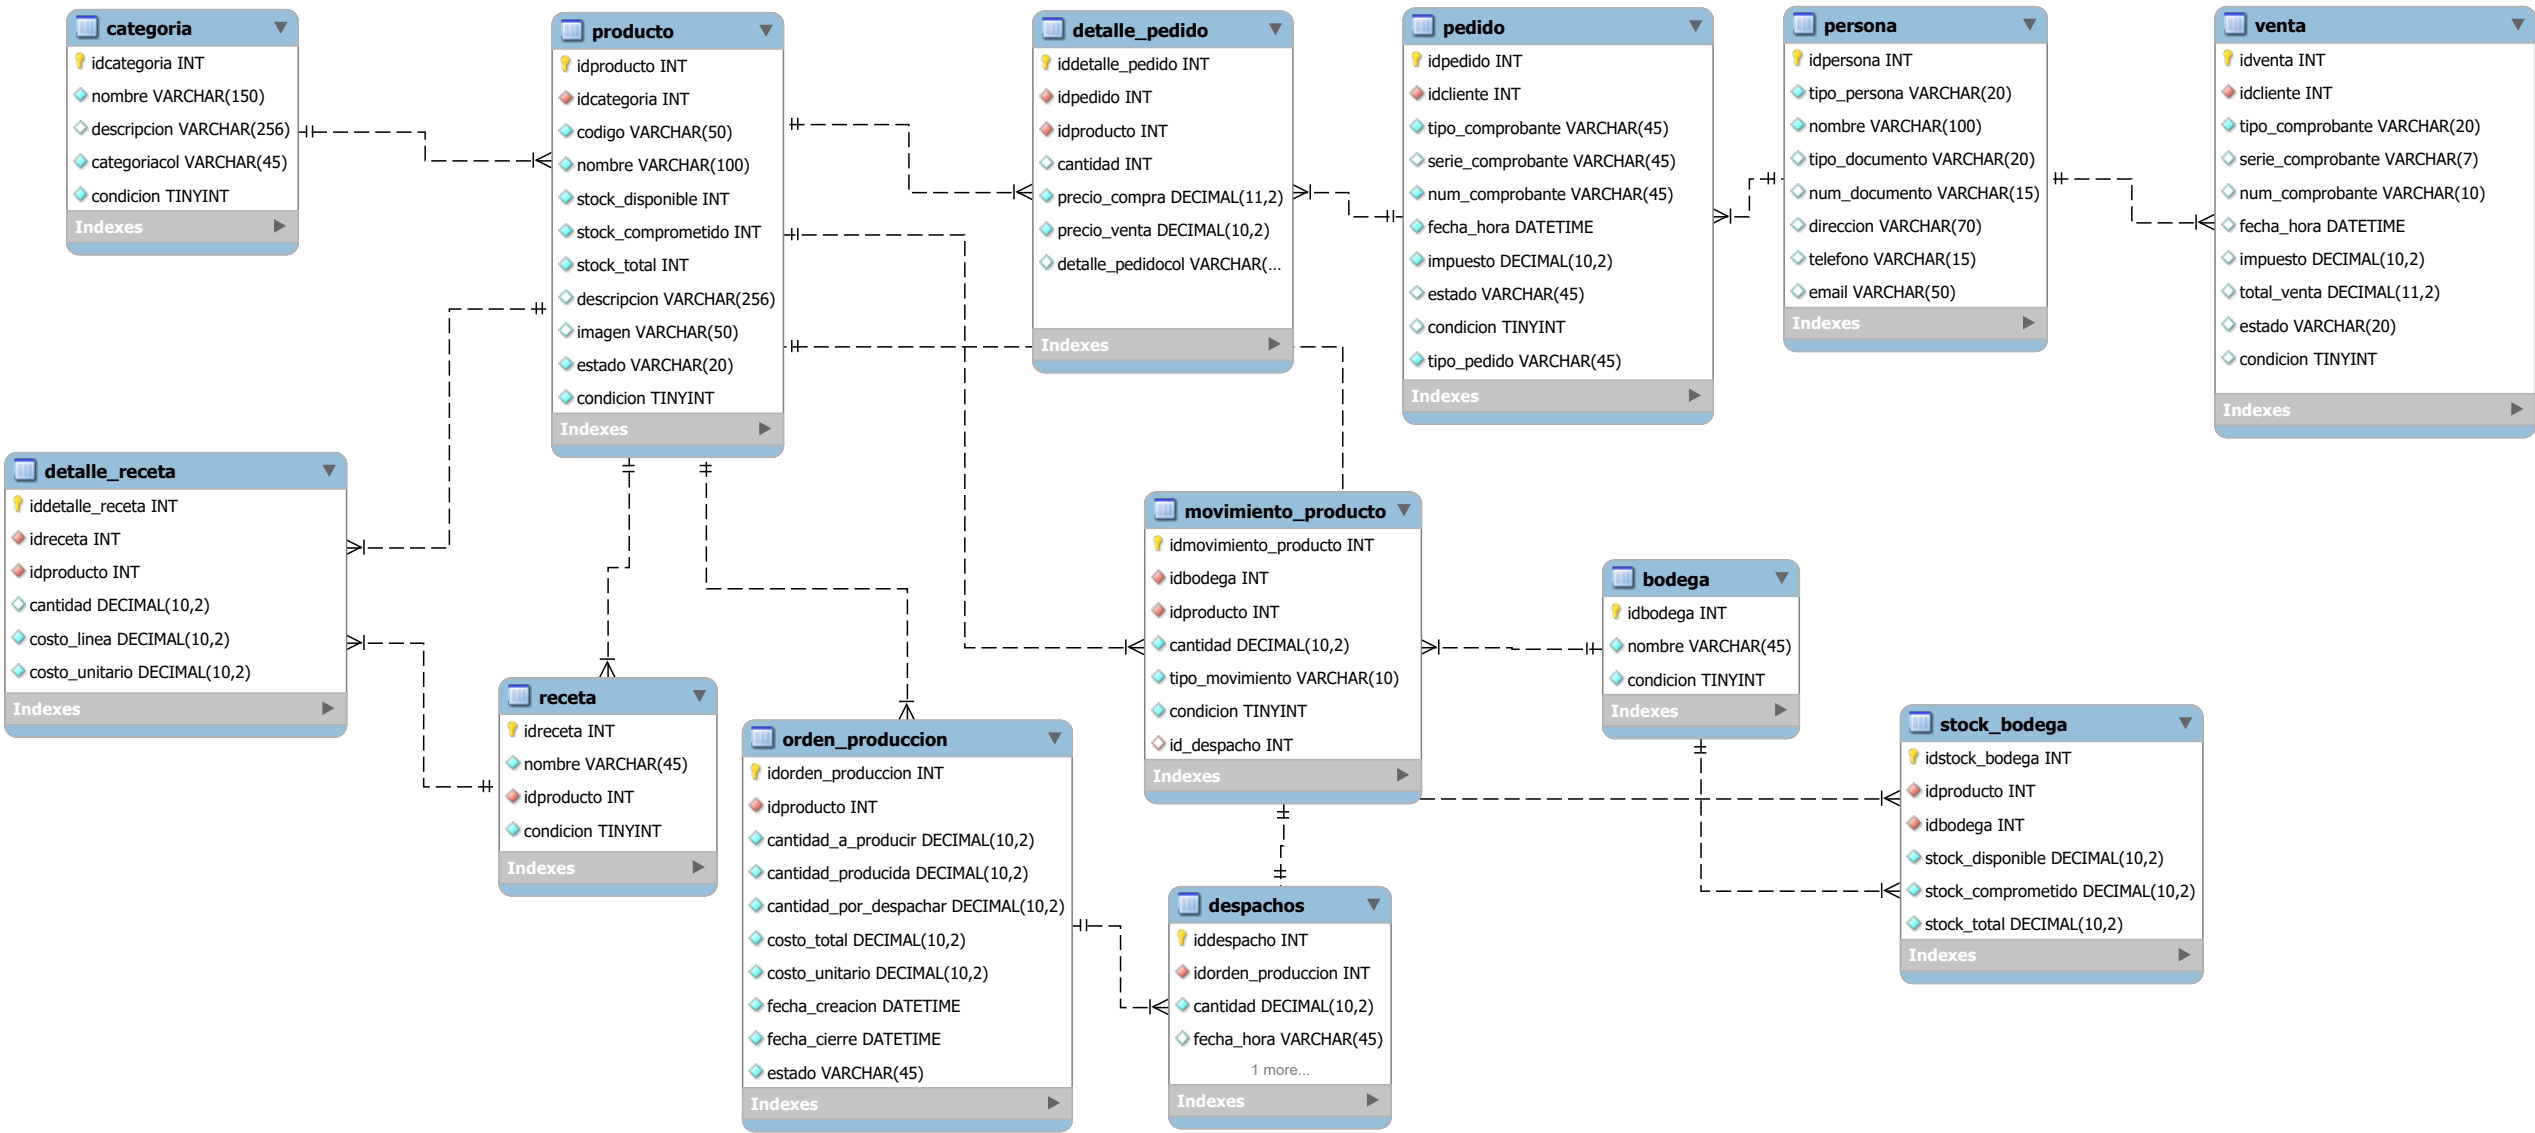 categoria
idcategoria INT
nombre VARCHAR(150)
descripcion VARCHAR(256)
categoriacol VARCHAR(45)
condicion TINYINT
Indexes
producto
idproducto INT
idcategoria INT
codigo VARCHAR(50)
nombre VARCHAR(100)
stock_disponible INT
stock_comprometido INT
stock_total INT
descripcion VARCHAR(256)
imagen VARCHAR(50)
estado VARCHAR(20)
condicion TINYINT
Indexes
detalle_pedido
iddetalle_pedido INT
idpedido INT
idproducto INT
cantidad INT
precio_compra DECIMAL(11,2)
precio_venta DECIMAL(10,2)
detalle_pedidocol VARCHAR(...
Indexes
pedido
idpedido INT
idcliente INT
tipo_comprobante VARCHAR(45)
serie_comprobante VARCHAR(45)
num_comprobante VARCHAR(45)
fecha_hora DATETIME
impuesto DECIMAL(10,2)
estado VARCHAR(45)
condicion TINYINT
tipo_pedido VARCHAR(45)
Indexes
persona
idpersona INT
tipo_persona VARCHAR(20)
nombre VARCHAR(100)
tipo_documento VARCHAR(20)
num_documento VARCHAR(15)
direccion VARCHAR(70)
telefono VARCHAR(15)
email VARCHAR(50)
Indexes
venta
idventa INT
idcliente INT
tipo_comprobante VARCHAR(20)
serie_comprobante VARCHAR(7)
num_comprobante VARCHAR(10)
fecha_hora DATETIME
impuesto DECIMAL(10,2)
total_venta DECIMAL(11,2)
estado VARCHAR(20)
condicion TINYINT
Indexes
detalle_receta
iddetalle_receta INT
idreceta INT
idproducto INT
cantidad DECIMAL(10,2)
costo_linea DECIMAL(10,2)
costo_unitario DECIMAL(10,2)
Indexes
receta
idreceta INT
nombre VARCHAR(45)
idproducto INT
condicion TINYINT
Indexes
orden_produccion
idorden_produccion INT
idproducto INT
cantidad_a_producir DECIMAL(10,2)
cantidad_producida DECIMAL(10,2)
cantidad_por_despachar DECIMAL(10,2)
costo_total DECIMAL(10,2)
costo_unitario DECIMAL(10,2)
fecha_creacion DATETIME
fecha_cierre DATETIME
estado VARCHAR(45)
Indexes
movimiento_producto
idmovimiento_producto INT
idbodega INT
idproducto INT
cantidad DECIMAL(10,2)
tipo_movimiento VARCHAR(10)
condicion TINYINT
id_despacho INT
Indexes
despachos
iddespacho INT
idorden_produccion INT
cantidad DECIMAL(10,2)
fecha_hora VARCHAR(45)
1 more...
Indexes
bodega
idbodega INT
nombre VARCHAR(45)
condicion TINYINT
Indexes
stock_bodega
idstock_bodega INT
idproducto INT
idbodega INT
stock_disponible DECIMAL(10,2)
stock_comprometido DECIMAL(10,2)
stock_total DECIMAL(10,2)
Indexes